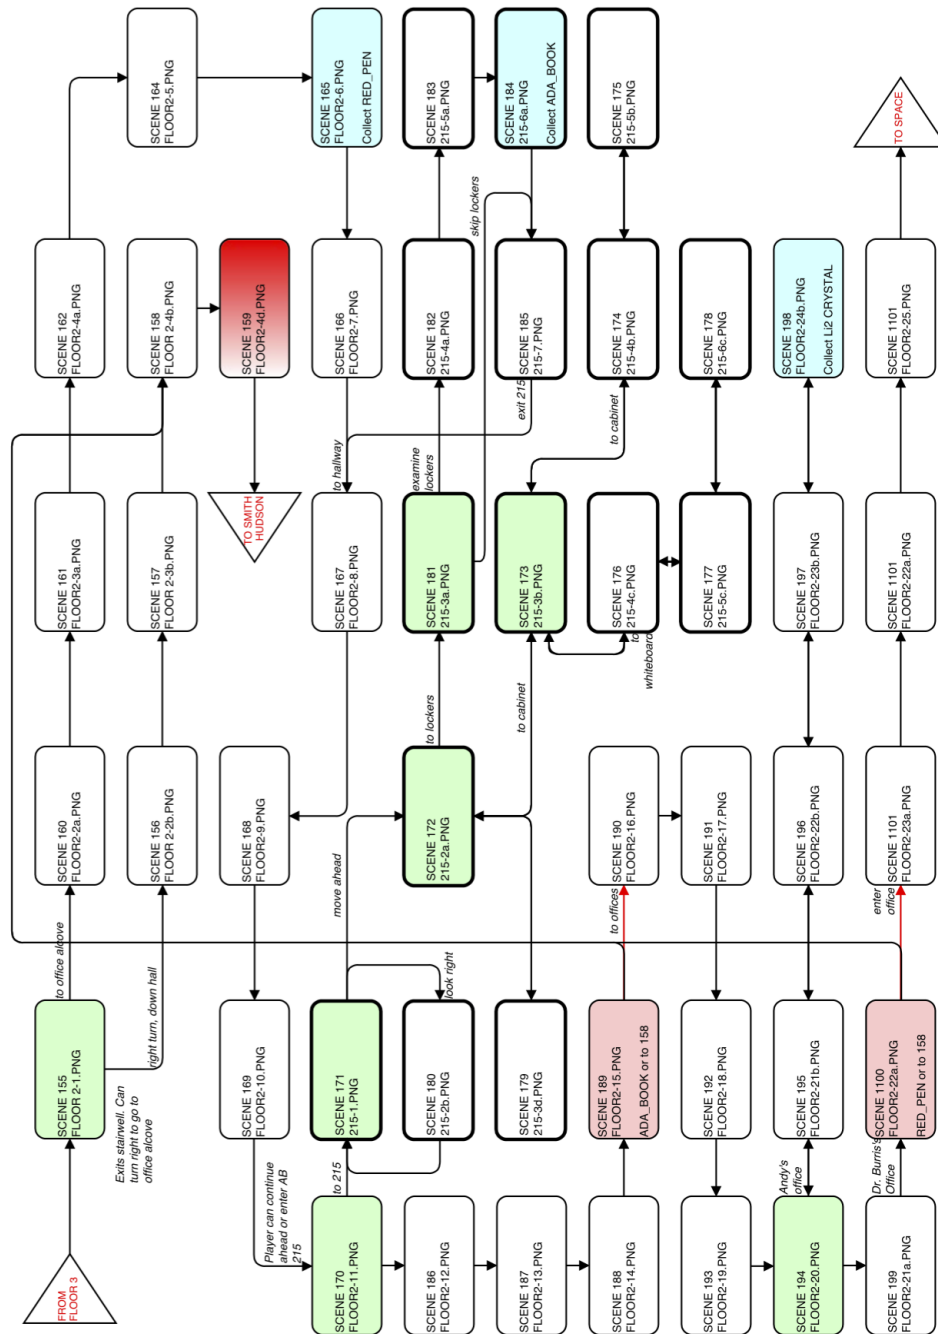 FROM
FLOOR 3
SCENE 155
FLOOR 2-1.PNG
Exits stairwell. Can
turn right to go to
office alcove
to office alcove
right turn, down hall
SCENE 160
FLOOR2-2a.PNG
SCENE 161
FLOOR2-3a.PNG
SCENE 162
FLOOR2-4a.PNG
SCENE 164
FLOOR2-5.PNG
SCENE 156
FLOOR 2-2b.PNG
SCENE 157
FLOOR 2-3b.PNG
SCENE 158
FLOOR 2-4b.PNG
SCENE 159
FLOOR2-4d.PNG
TO SMITH
HUDSON
SCENE 165
FLOOR2-6.PNG
Collect RED_PEN
SCENE 166
FLOOR2-7.PNG
to hallway
SCENE 167
FLOOR2-8.PNG
SCENE 168
FLOOR2-9.PNG
SCENE 169
FLOOR2-10.PNG
Player can continue
ahead or enter AB
215
SCENE 170
FLOOR2-11.PNG
to 215
SCENE 171
215-1.PNG
move ahead
look right
SCENE 180
215-2b.PNG
SCENE 172
215-2a.PNG
to lockers
SCENE 181
215-3a.PNG
examine
lockers
skip lockers
SCENE 182
215-4a.PNG
SCENE 183
215-5a.PNG
SCENE 184
215-6a.PNG
Collect ADA_BOOK
SCENE 185
215-7.PNG
exit 215
to cabinet
SCENE 173
215-3b.PNG
to cabinet
SCENE 174
215-4b.PNG
SCENE 175
215-5b.PNG
to
whiteboard
SCENE 176
215-4c.PNG
SCENE 177
215-5c.PNG
SCENE 178
215-6c.PNG
SCENE 179
215-3d.PNG
SCENE 186
FLOOR2-12.PNG
SCENE 187
FLOOR2-13.PNG
SCENE 188
FLOOR2-14.PNG
SCENE 189
FLOOR2-15.PNG
ADA_BOOK or to 158
to offices
SCENE 190
FLOOR2-16.PNG
SCENE 191
FLOOR2-17.PNG
SCENE 192
FLOOR2-18.PNG
SCENE 193
FLOOR2-19.PNG
SCENE 194
FLOOR2-20.PNG
Andy's
office
SCENE 195
FLOOR2-21b.PNG
SCENE 196
FLOOR2-22b.PNG
SCENE 197
FLOOR2-23b.PNG
SCENE 198
FLOOR2-24b.PNG
Collect Li2 CRYSTAL
SCENE 199
FLOOR2-21a.PNG
Dr. Burris's
Office
SCENE 1100
FLOOR2-22a.PNG
RED_PEN or to 158
enter
office
SCENE 1101
FLOOR2-23a.PNG
SCENE 1101
FLOOR2-22a.PNG
SCENE 1101
FLOOR2-25.PNG
TO SPACE